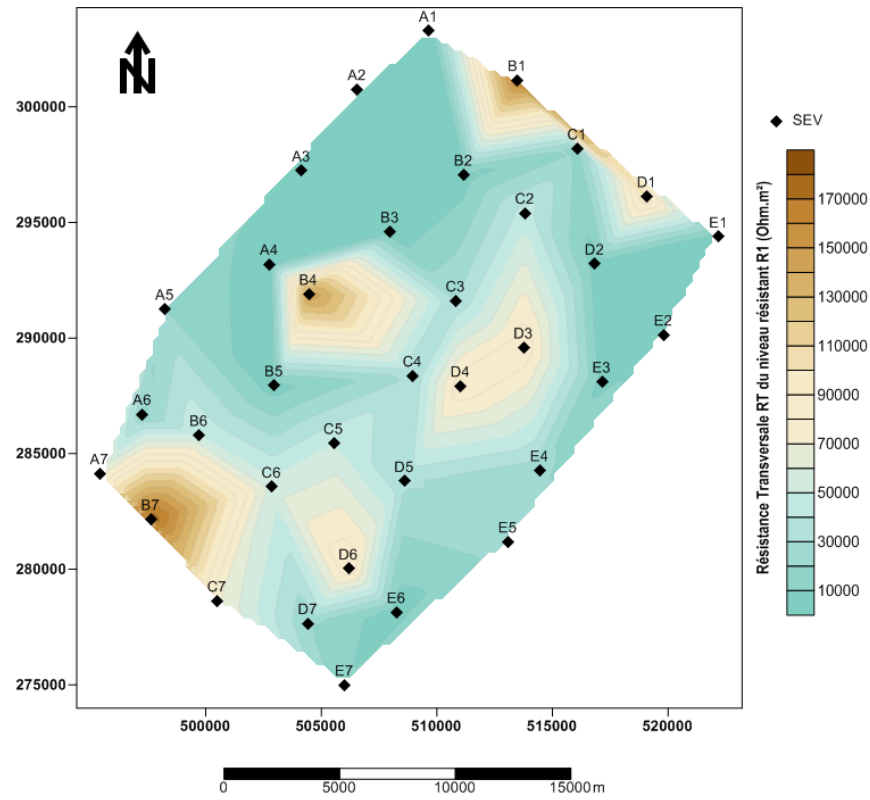 A1
B1
A2
300000
SEV
C1
A3
B2
D1
C2
295000
E1
B3
A4
D2
B4
C3
A5
E2
290000
D3
C4
D4
E3
B5
A6
B6
C5
285000
E4
A7
C6
D5
B7
E5
280000
D6
C7
D7
E6
E7
275000
500000 505000 510000 515000 520000
0 5000 10000 15000 m
Résistance Transversale RT du niveau résistant R1 (Ohm.m²)
170000
150000
130000
110000
90000
70000
50000
30000
10000
N